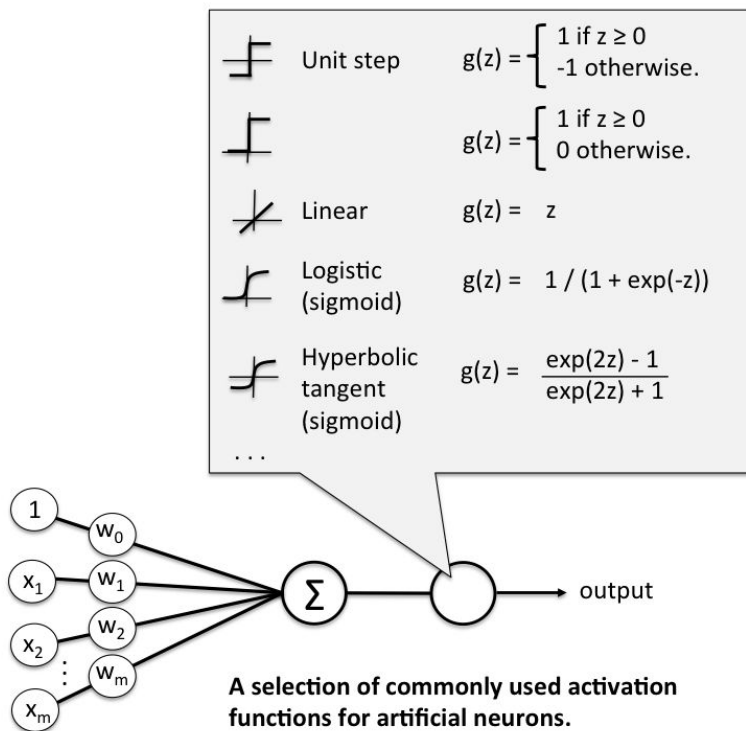 Unit step g(z) = { 1 if z ≥ 0
-1 otherwise.
g(z) = { 1 if z ≥ 0
0 otherwise.
Linear g(z) = z
Logistic
(sigmoid) g(z) = 1 / (1 + exp(-z))
Hyperbolic
tangent
(sigmoid) g(z) = exp(2z) - 1
exp(2z) + 1
. . .
1 w₀
x₁ w₁
x₂ w₂
⋮
xₘ wₘ
Σ
output
A selection of commonly used activation
functions for artificial neurons.